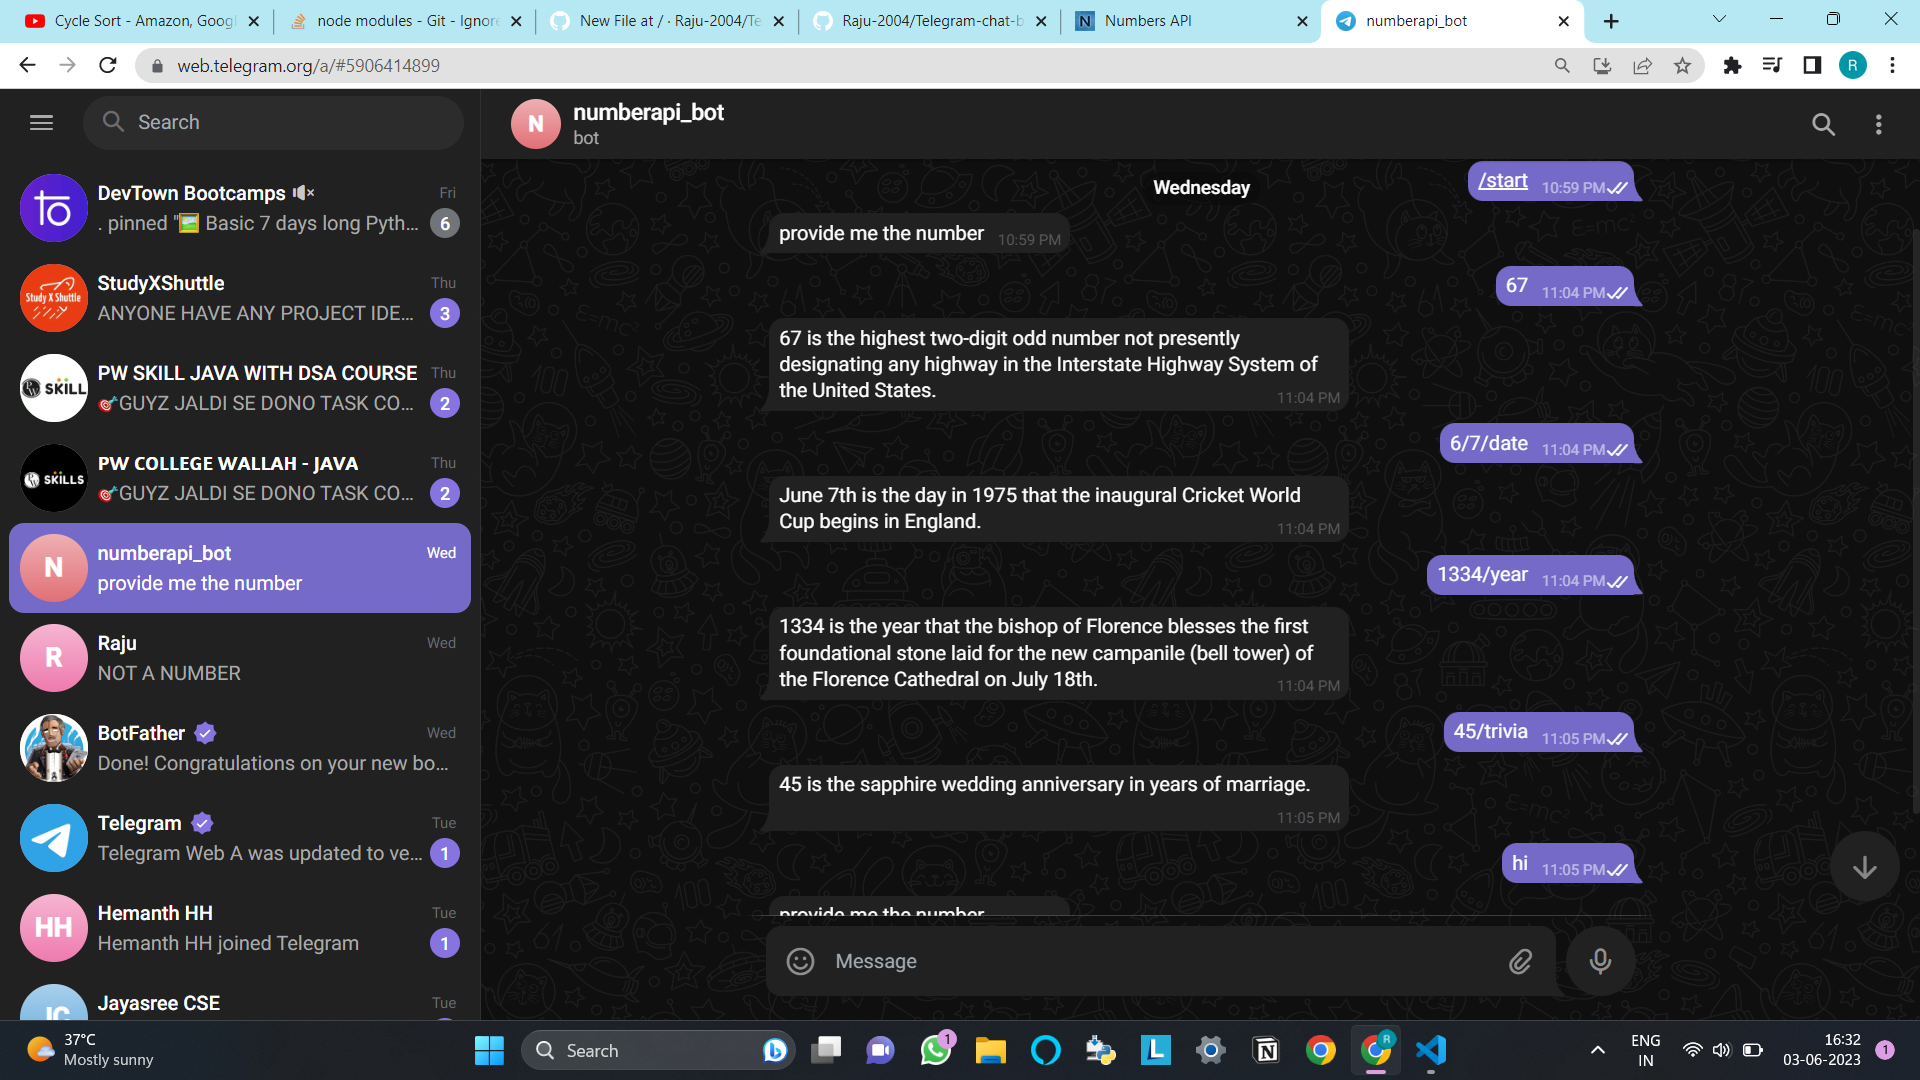 Cycle Sort - Amazon, Googl
node modules - Git - Ignore
New File at / · Raju-2004/Te
Raju-2004/Telegram-chat-b
N
Numbers API
numberapi_bot
web.telegram.org/a/#5906414899
R
Search
N
numberapi_bot
bot
to
DevTown Bootcamps
Fri
. pinned "🖼️ Basic 7 days long Pyth...
6
Study X Shuttle
StudyXShuttle
Thu
ANYONE HAVE ANY PROJECT IDE...
3
SKILL
PW SKILL JAVA WITH DSA COURSE
Thu
🎯GUYZ JALDI SE DONO TASK CO...
2
SKILLS
PW COLLEGE WALLAH - JAVA
Thu
🎯GUYZ JALDI SE DONO TASK CO...
2
N
numberapi_bot
Wed
provide me the number
R
Raju
Wed
NOT A NUMBER
BotFather
Wed
Done! Congratulations on your new bo...
Telegram
Tue
Telegram Web A was updated to ve...
1
HH
Hemanth HH
Tue
Hemanth HH joined Telegram
1
JC
Jayasree CSE
Tue
Wednesday
/start 10:59 PM
provide me the number 10:59 PM
67 11:04 PM
67 is the highest two-digit odd number not presently
designating any highway in the Interstate Highway System of
the United States. 11:04 PM
6/7/date 11:04 PM
June 7th is the day in 1975 that the inaugural Cricket World
Cup begins in England. 11:04 PM
1334/year 11:04 PM
1334 is the year that the bishop of Florence blesses the first
foundational stone laid for the new campanile (bell tower) of
the Florence Cathedral on July 18th. 11:04 PM
45/trivia 11:05 PM
45 is the sapphire wedding anniversary in years of marriage.
11:05 PM
hi 11:05 PM
provide me the number
Message
37°C
Mostly sunny
Search
1
L
N
R
ENG
IN
16:32
03-06-2023
1